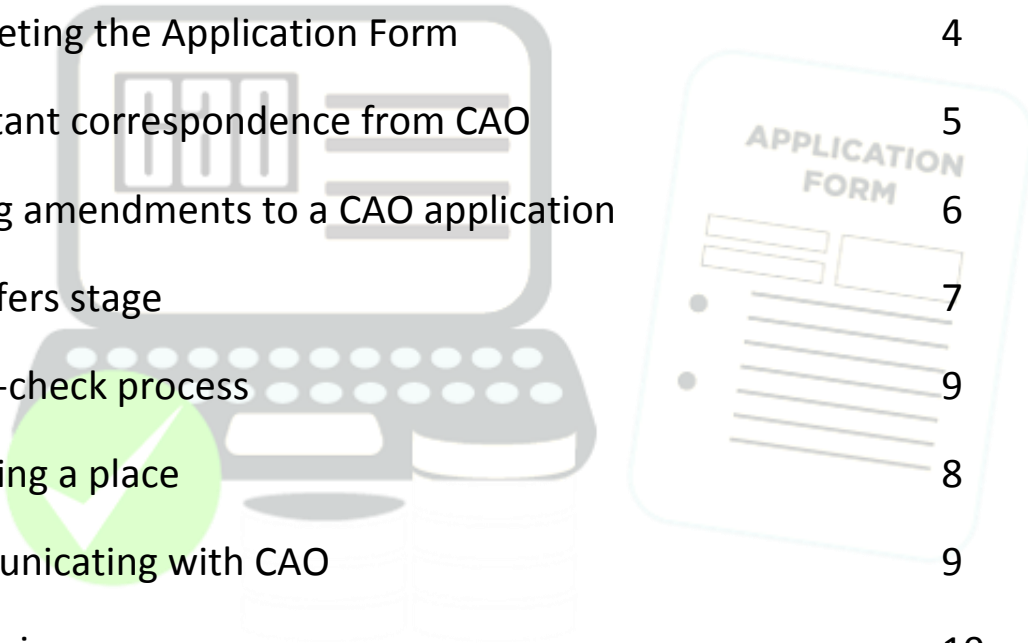 eting the Application Form 4
tant correspondence from CAO 5
g amendments to a CAO application 6
fers stage 7
-check process 9
ing a place 8
unicating with CAO 9
APPLICATION
FORM